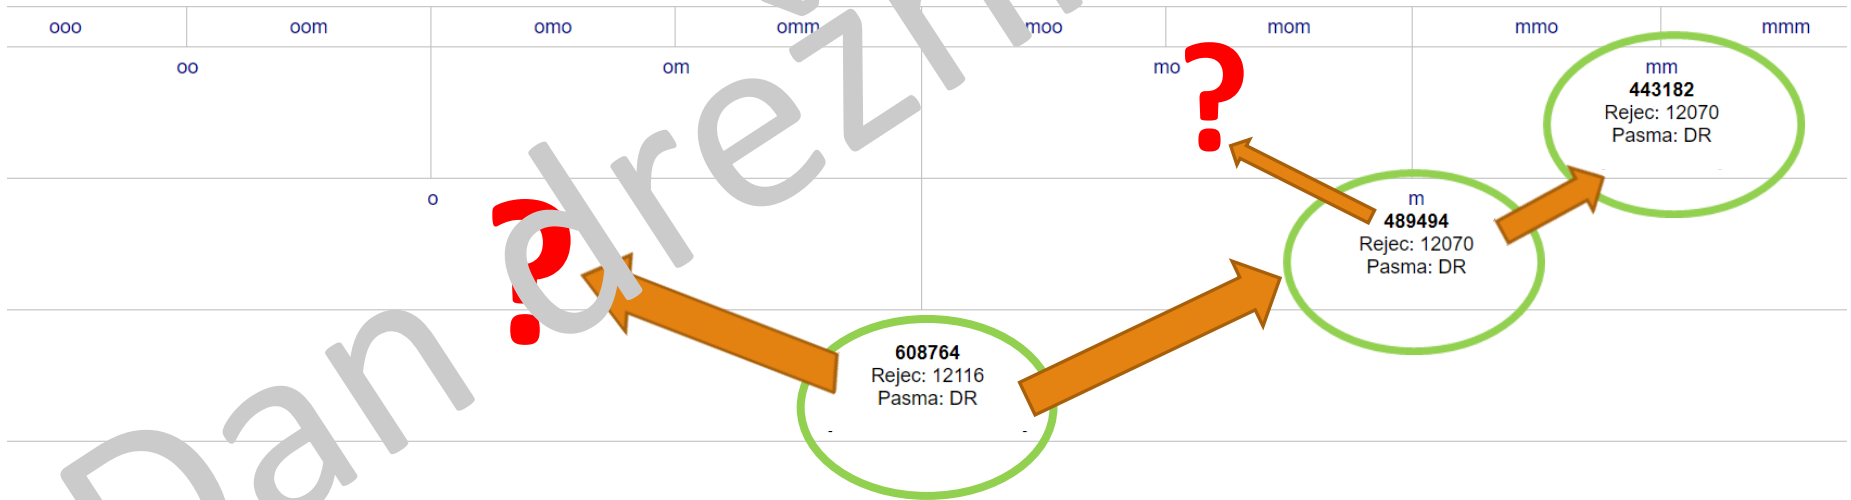 ooo oom omo omm moo mom mmo mmm
oo om mo ? mm
443182
Rejec: 12070
Pasma: DR
o ? m
489494
Rejec: 12070
Pasma: DR
608764
Rejec: 12116
Pasma: DR
- -
Dan